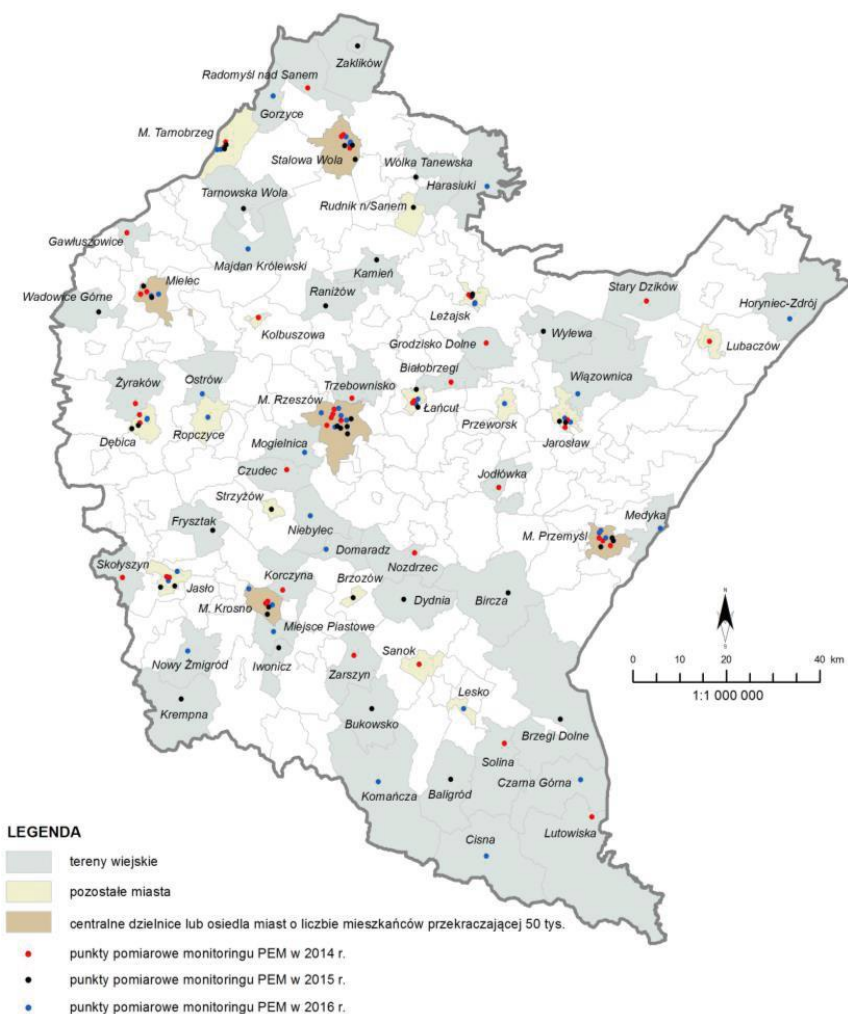 Zaklików
Radomyśl nad Sanem
Gorzyce
M. Tarnobrzeg
Stalowa Wola
Wólka Tanewska
Harasiuki
Tarnowska Wola
Rudnik n/Sanem
Gawłuszowice
Majdan Królewski
Kamień
Mielec
Stary Dzików
Wadowice Górne
Raniżów
Horyniec-Zdrój
Leżajsk
Kolbuszowa
Wylewa
Grodzisko Dolne
Lubaczów
Białobrzegi
Żyraków
Ostrów
Trzebownisko
Wiązownica
M. Rzeszów
Łańcut
Dębica
Ropczyce
Przeworsk
Jarosław
Mogielnica
Czudec
Jodłówka
Strzyżów
Medyka
Frysztak
Niebylec
M. Przemyśl
Domaradz
Nozdrzec
Skołyszyn
Korczyna
Brzozów
Jasło
Dydnia
Bircza
M. Krosno
Miejsce Piastowe
N
S
Sanok
Nowy Żmigród
Iwonicz
Zarszyn
0 10 20 40 km
Lesko
1:1 000 000
Krempna
Bukowsko
Brzegi Dolne
Solina
Komańcza
Baligród
Czarna Górna
Lutowiska
Cisna
LEGENDA
tereny wiejskie
pozostałe miasta
centralne dzielnice lub osiedla miast o liczbie mieszkańców przekraczającej 50 tys.
punkty pomiarowe monitoringu PEM w 2014 r.
punkty pomiarowe monitoringu PEM w 2015 r.
punkty pomiarowe monitoringu PEM w 2016 r.